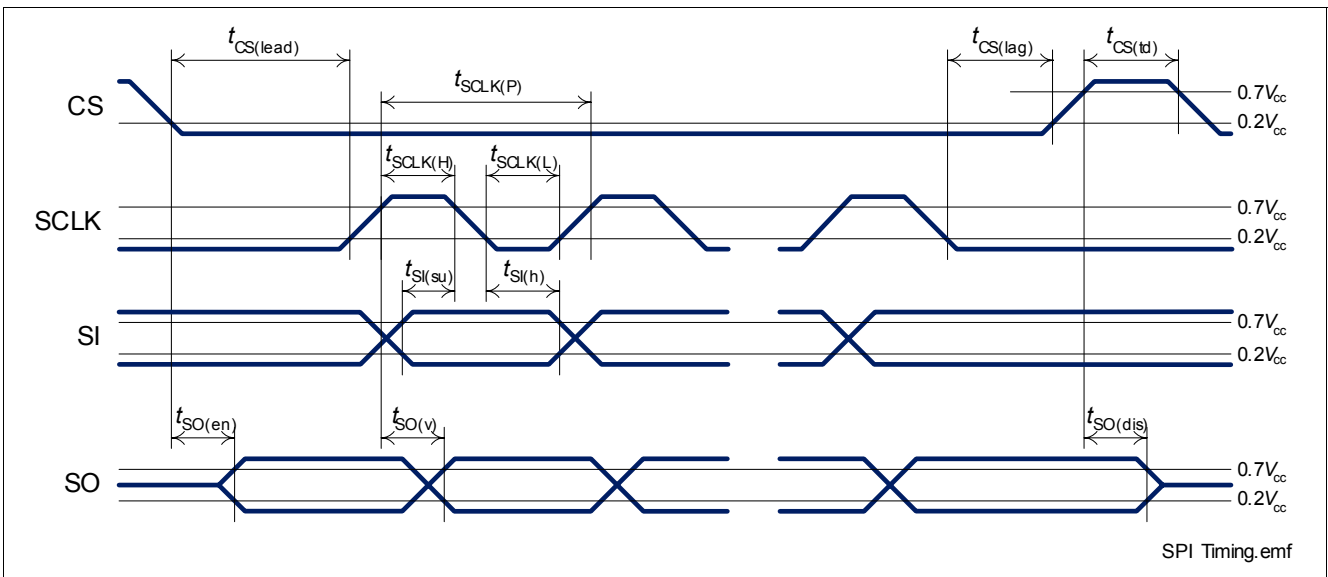 tCS(lead)
tCS(lag)
tCS(td)
tSCLK(P)
CS
0.7Vcc
0.2Vcc
tSCLK(H)
tSCLK(L)
SCLK
0.7Vcc
0.2Vcc
tSI(su)
tSI(h)
SI
0.7Vcc
0.2Vcc
tSO(en)
tSO(v)
tSO(dis)
SO
0.7Vcc
0.2Vcc
SPI Timing.emf